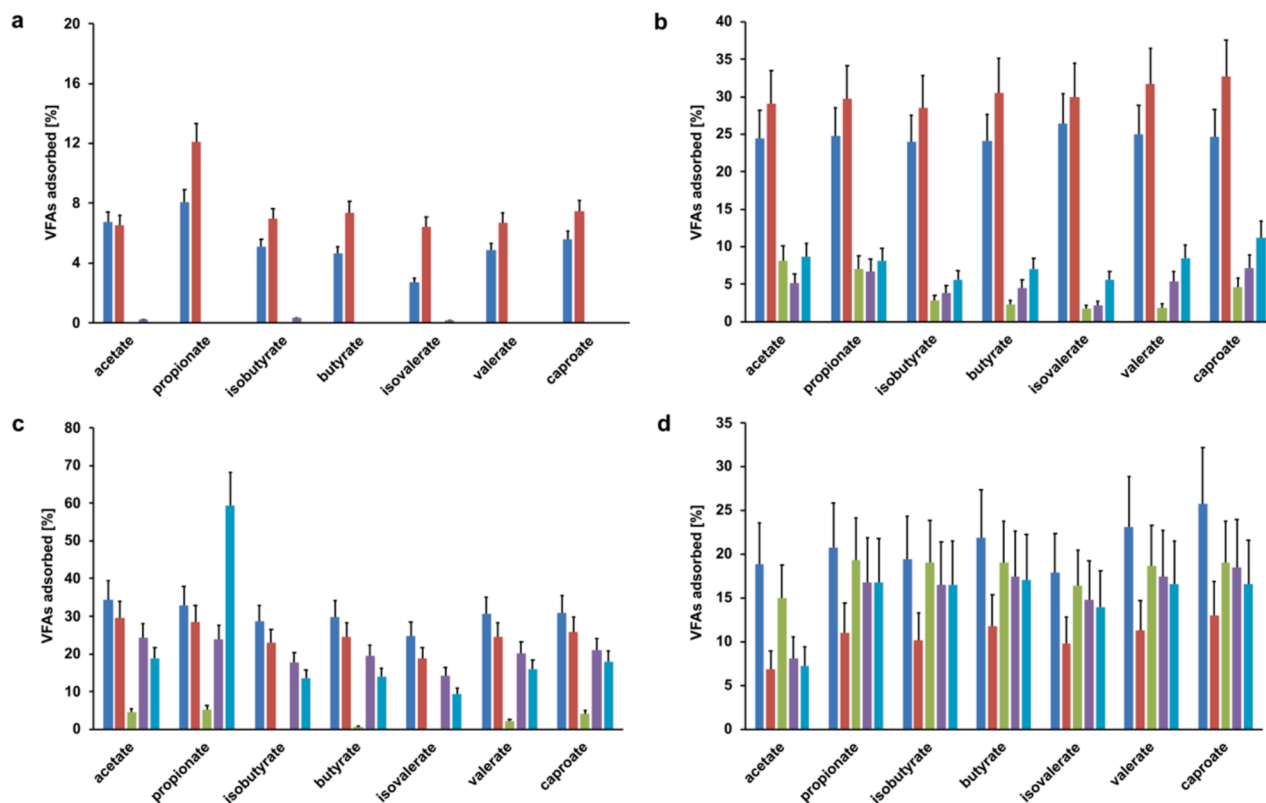 a
VFAs adsorbed [%]
20
16
12
8
4
0
acetate
propionate
isobutyrate
butyrate
isovalerate
valerate
caproate
b
VFAs adsorbed [%]
40
35
30
25
20
15
10
5
0
acetate
propionate
isobutyrate
butyrate
isovalerate
valerate
caproate
c
VFAs adsorbed [%]
80
70
60
50
40
30
20
10
0
acetate
propionate
isobutyrate
butyrate
isovalerate
valerate
caproate
d
VFAs adsorbed [%]
35
30
25
20
15
10
5
0
acetate
propionate
isobutyrate
butyrate
isovalerate
valerate
caproate